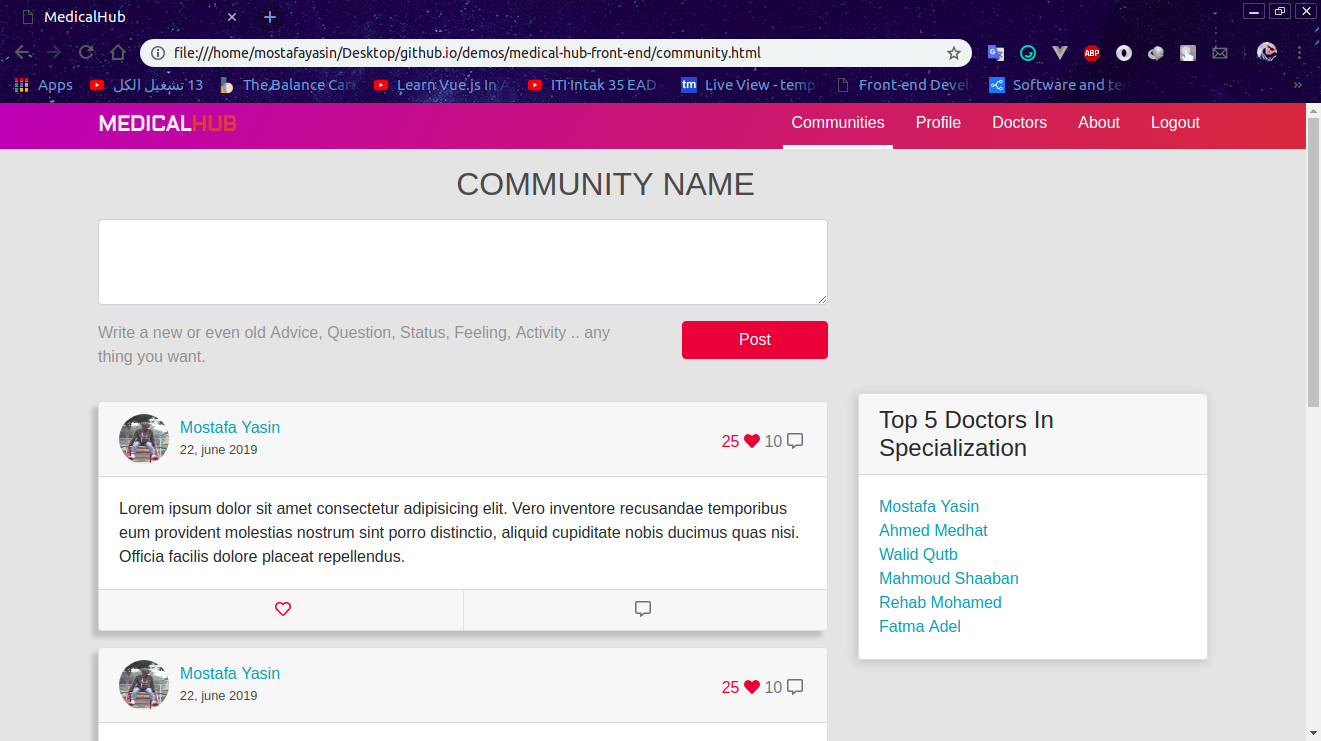 MedicalHub
file:///home/mostafayasin/Desktop/github.io/demos/medical-hub-front-end/community.html
Apps
13 تشغيل الكل
The Balance Car
Learn Vue.js In
ITI Intak 35 EAD
tm
Live View - temp
Front-end Devel
Software and te
ABP
MEDICALHUB
Communities
Profile
Doctors
About
Logout
COMMUNITY NAME
Write a new or even old Advice, Question, Status, Feeling, Activity .. any
thing you want.
Post
Mostafa Yasin
22, june 2019
25
10
Lorem ipsum dolor sit amet consectetur adipisicing elit. Vero inventore recusandae temporibus
eum provident molestias nostrum sint porro distinctio, aliquid cupiditate nobis ducimus quas nisi.
Officia facilis dolore placeat repellendus.
Mostafa Yasin
22, june 2019
25
10
Top 5 Doctors In
Specialization
Mostafa Yasin
Ahmed Medhat
Walid Qutb
Mahmoud Shaaban
Rehab Mohamed
Fatma Adel